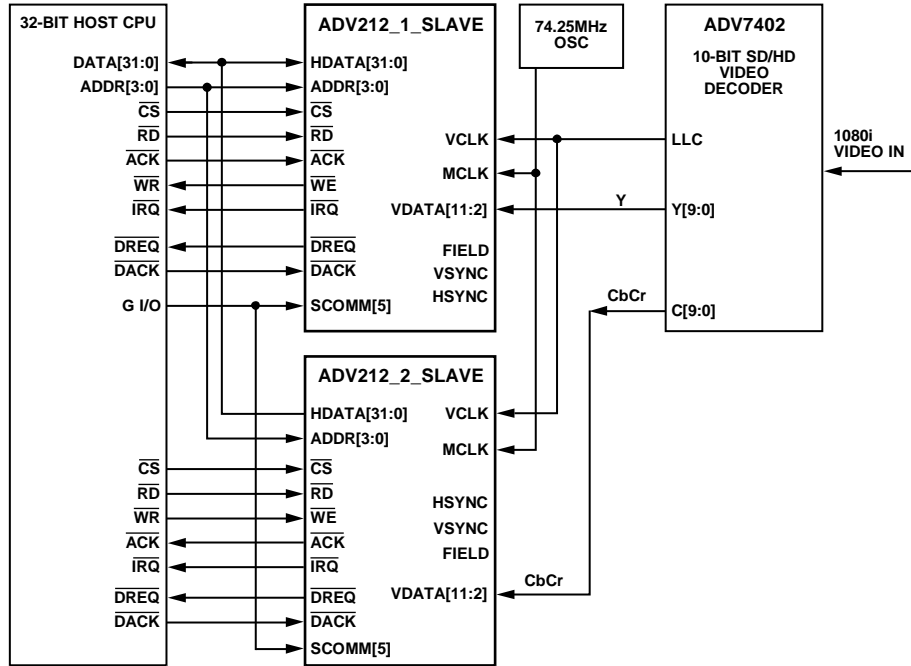 32-BIT HOST CPU
DATA[31:0]
ADDR[3:0]
CS
RD
ACK
WR
IRQ
DREQ
DACK
G I/O
CS
RD
WR
ACK
IRQ
DREQ
DACK
ADV212_1_SLAVE
HDATA[31:0]
ADDR[3:0]
CS
RD
ACK
WE
IRQ
DREQ
DACK
SCOMM[5]
VCLK
MCLK
VDATA[11:2]
FIELD
VSYNC
HSYNC
ADV212_2_SLAVE
HDATA[31:0]
ADDR[3:0]
CS
RD
WE
ACK
IRQ
DREQ
DACK
SCOMM[5]
VCLK
MCLK
HSYNC
VSYNC
FIELD
VDATA[11:2]
74.25MHz
OSC
Y
CbCr
CbCr
ADV7402
10-BIT SD/HD
VIDEO
DECODER
LLC
Y[9:0]
C[9:0]
1080i
VIDEO IN